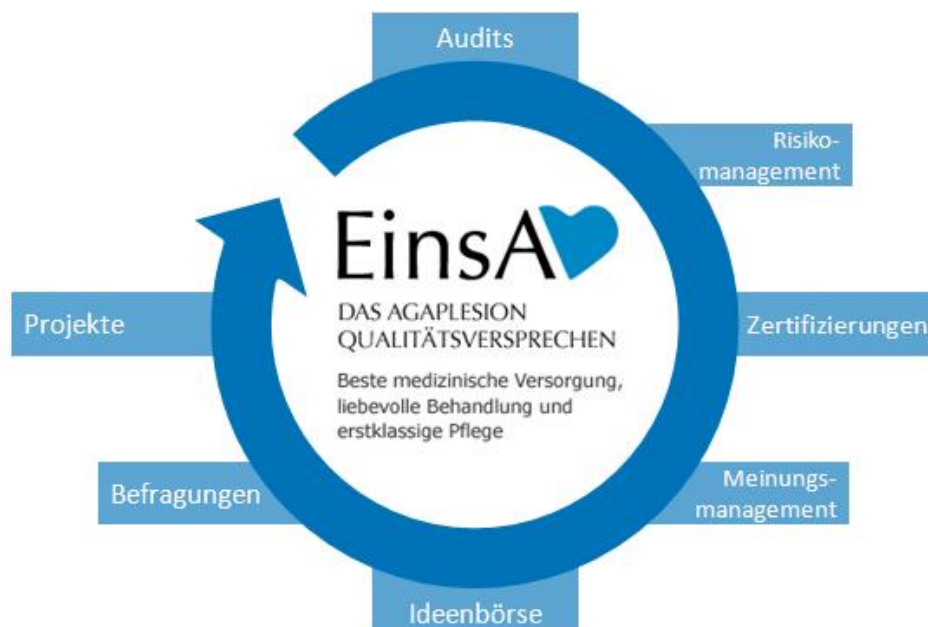 Audits
Risiko-
management
Zertifizierungen
Meinungs-
management
Ideenbörse
Befragungen
Projekte
EinsA
DAS AGAPLESION
QUALITÄTSVERSPRECHEN
Beste medizinische Versorgung,
liebevolle Behandlung und
erstklassige Pflege